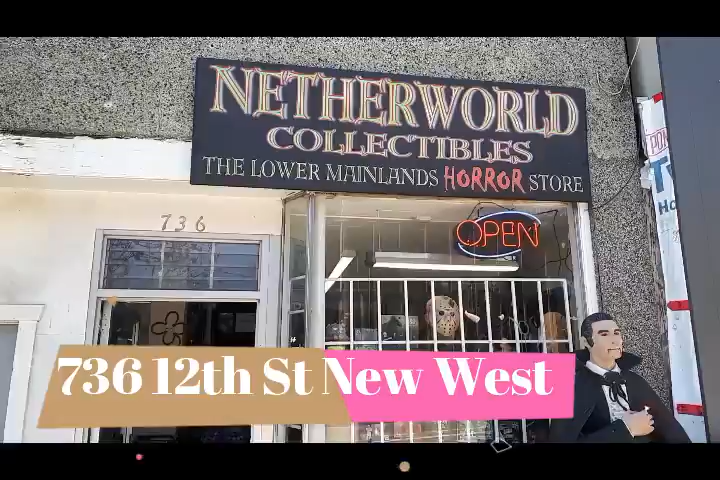 NETHERWORLD
COLLECTIBLES
THE LOWER MAINLANDS HORROR STORE
736
OPEN
736 12th St New West